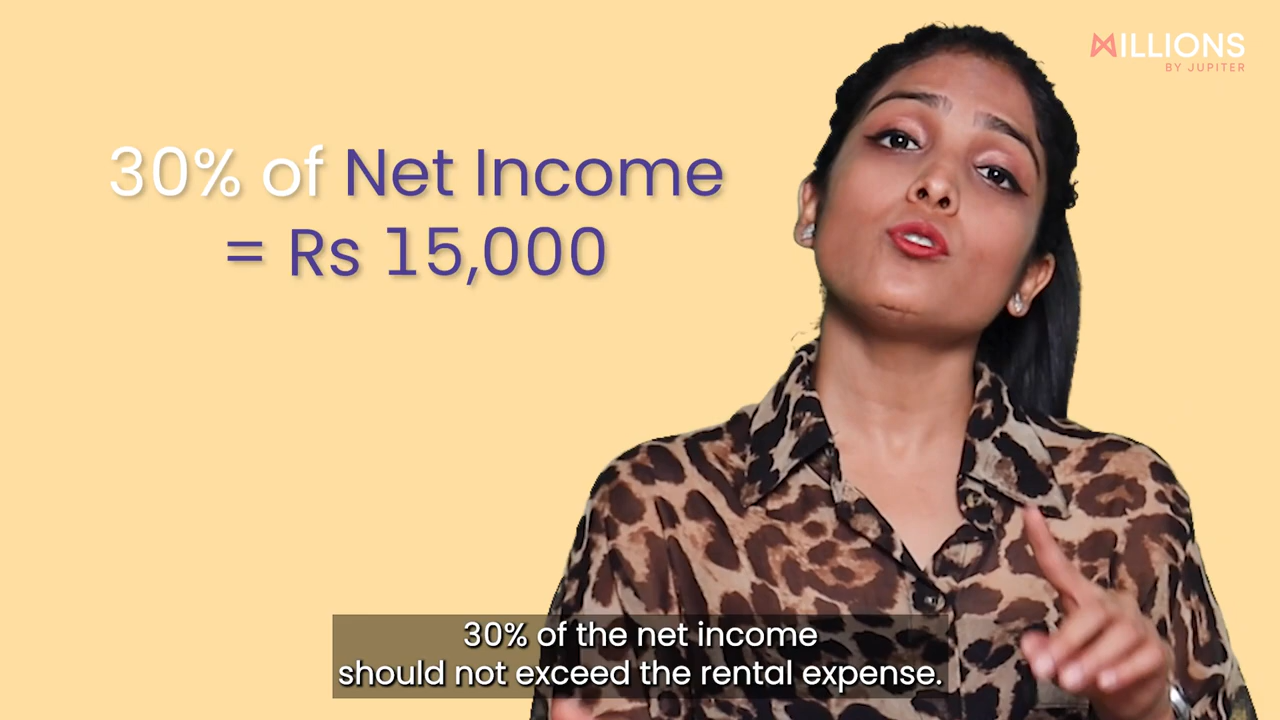 MILLIONS
BY JUPITER
30% of Net Income
= Rs 15,000
30% of the net income
should not exceed the rental expense.